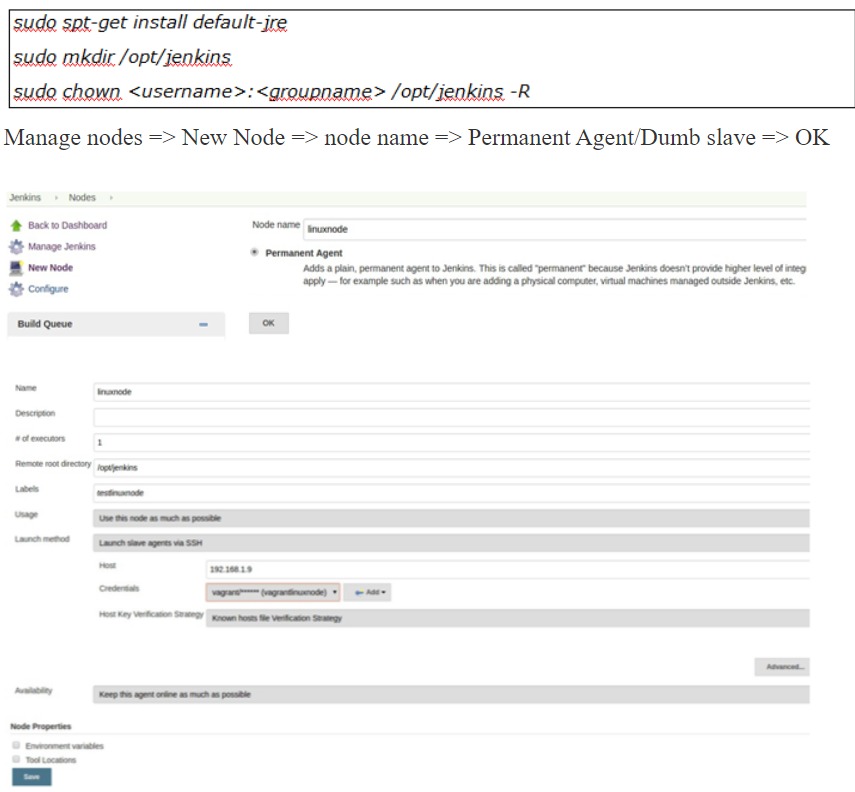 sudo spt-get install default-jre
sudo mkdir /opt/jenkins
sudo chown <username>:<groupname> /opt/jenkins -R
Manage nodes => New Node => node name => Permanent Agent/Dumb slave => OK
Jenkins › Nodes ›
Back to Dashboard
Manage Jenkins
New Node
Configure
Build Queue
Node name linuxnode
Permanent Agent
Adds a plain, permanent agent to Jenkins. This is called "permanent" because Jenkins doesn't provide higher level of integ
apply — for example such as when you are adding a physical computer, virtual machines managed outside Jenkins, etc.
OK
Name linuxnode
Description
# of executors 1
Remote root directory /opt/jenkins
Labels testlinuxnode
Usage Use this node as much as possible
Launch method Launch slave agents via SSH
Host 192.168.1.9
Credentials vagrant/****** (vagrantlinuxnode) Add
Host Key Verification Strategy Known hosts file Verification Strategy
Advanced...
Availability Keep this agent online as much as possible
Node Properties
Environment variables
Tool Locations
Save